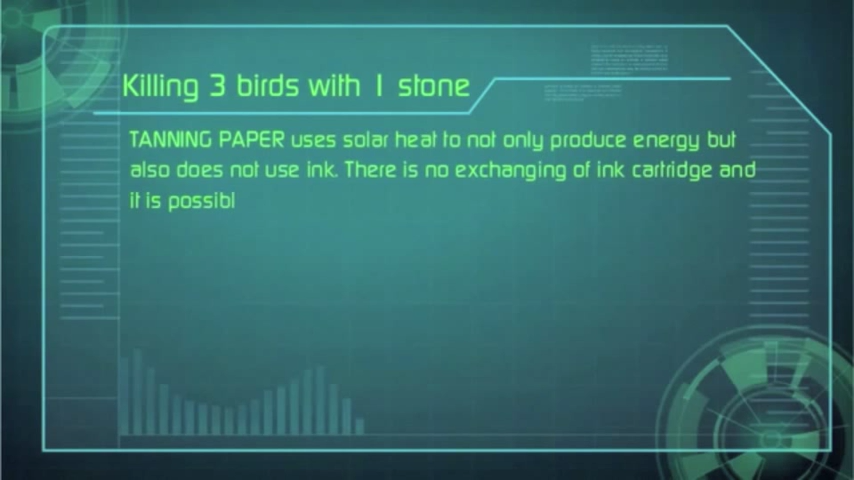 Killing 3 birds with 1 stone
TANNING PAPER uses solar heat to not only produce energy but
also does not use ink. There is no exchanging of ink cartridge and
it is possibl